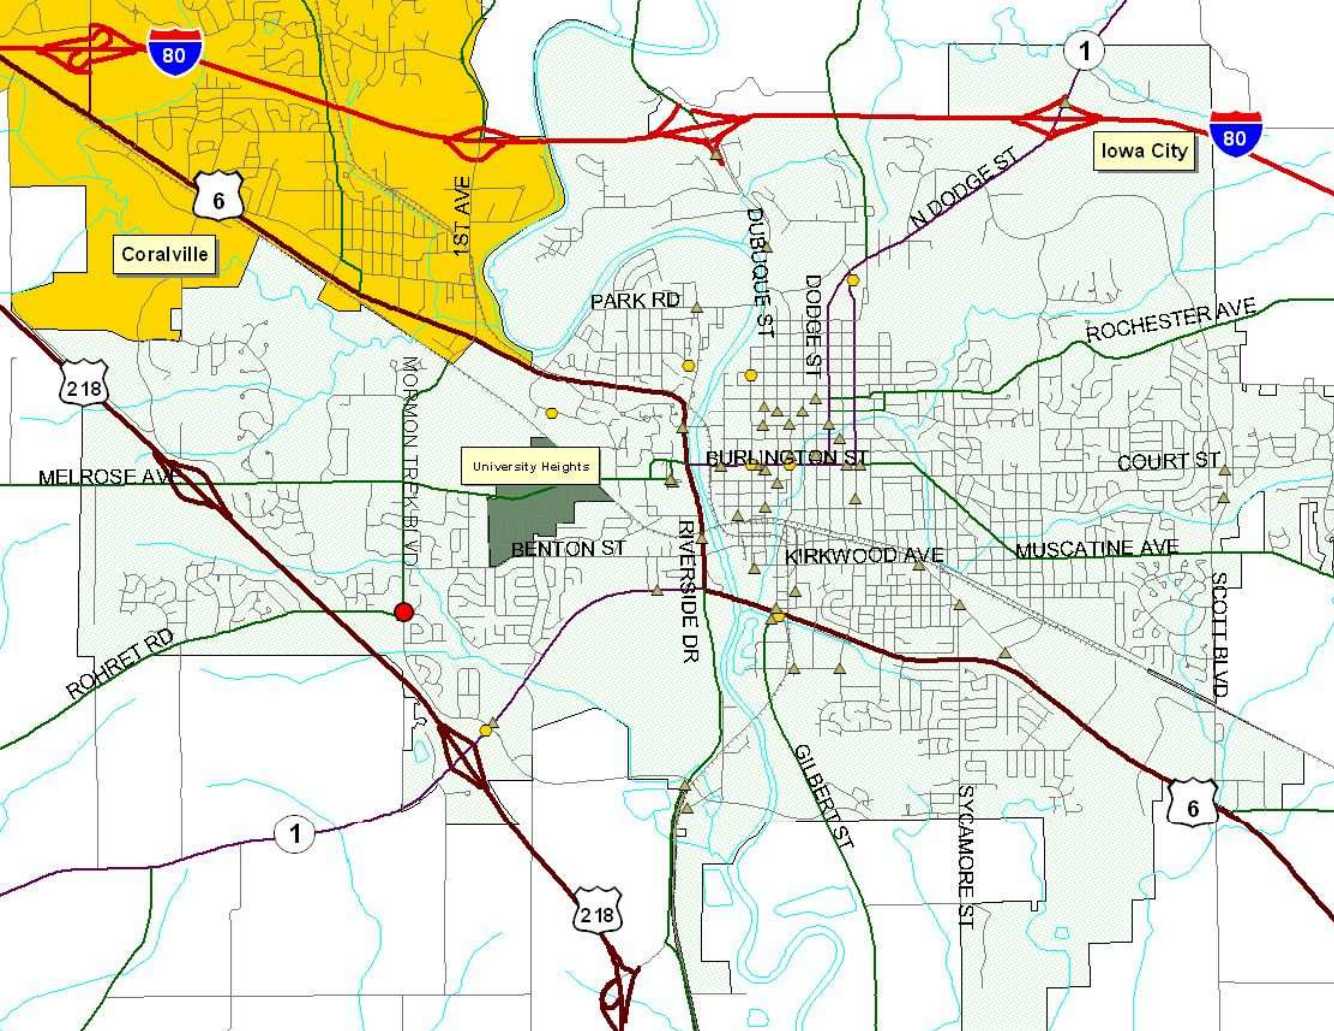 80
1
80
Iowa City
6
1ST AVE
N DODGE ST
Coralville
DUBUQUE ST
PARK RD
DODGE ST
ROCHESTER AVE
218
MORMON TREK BLVD
University Heights
BURLINGTON ST
COURT ST
MELROSE AVE
BENTON ST
RIVERSIDE DR
KIRKWOOD AVE
MUSCATINE AVE
SCOTT BLVD
ROHRET RD
GILBERT ST
SYCAMORE ST
6
1
218